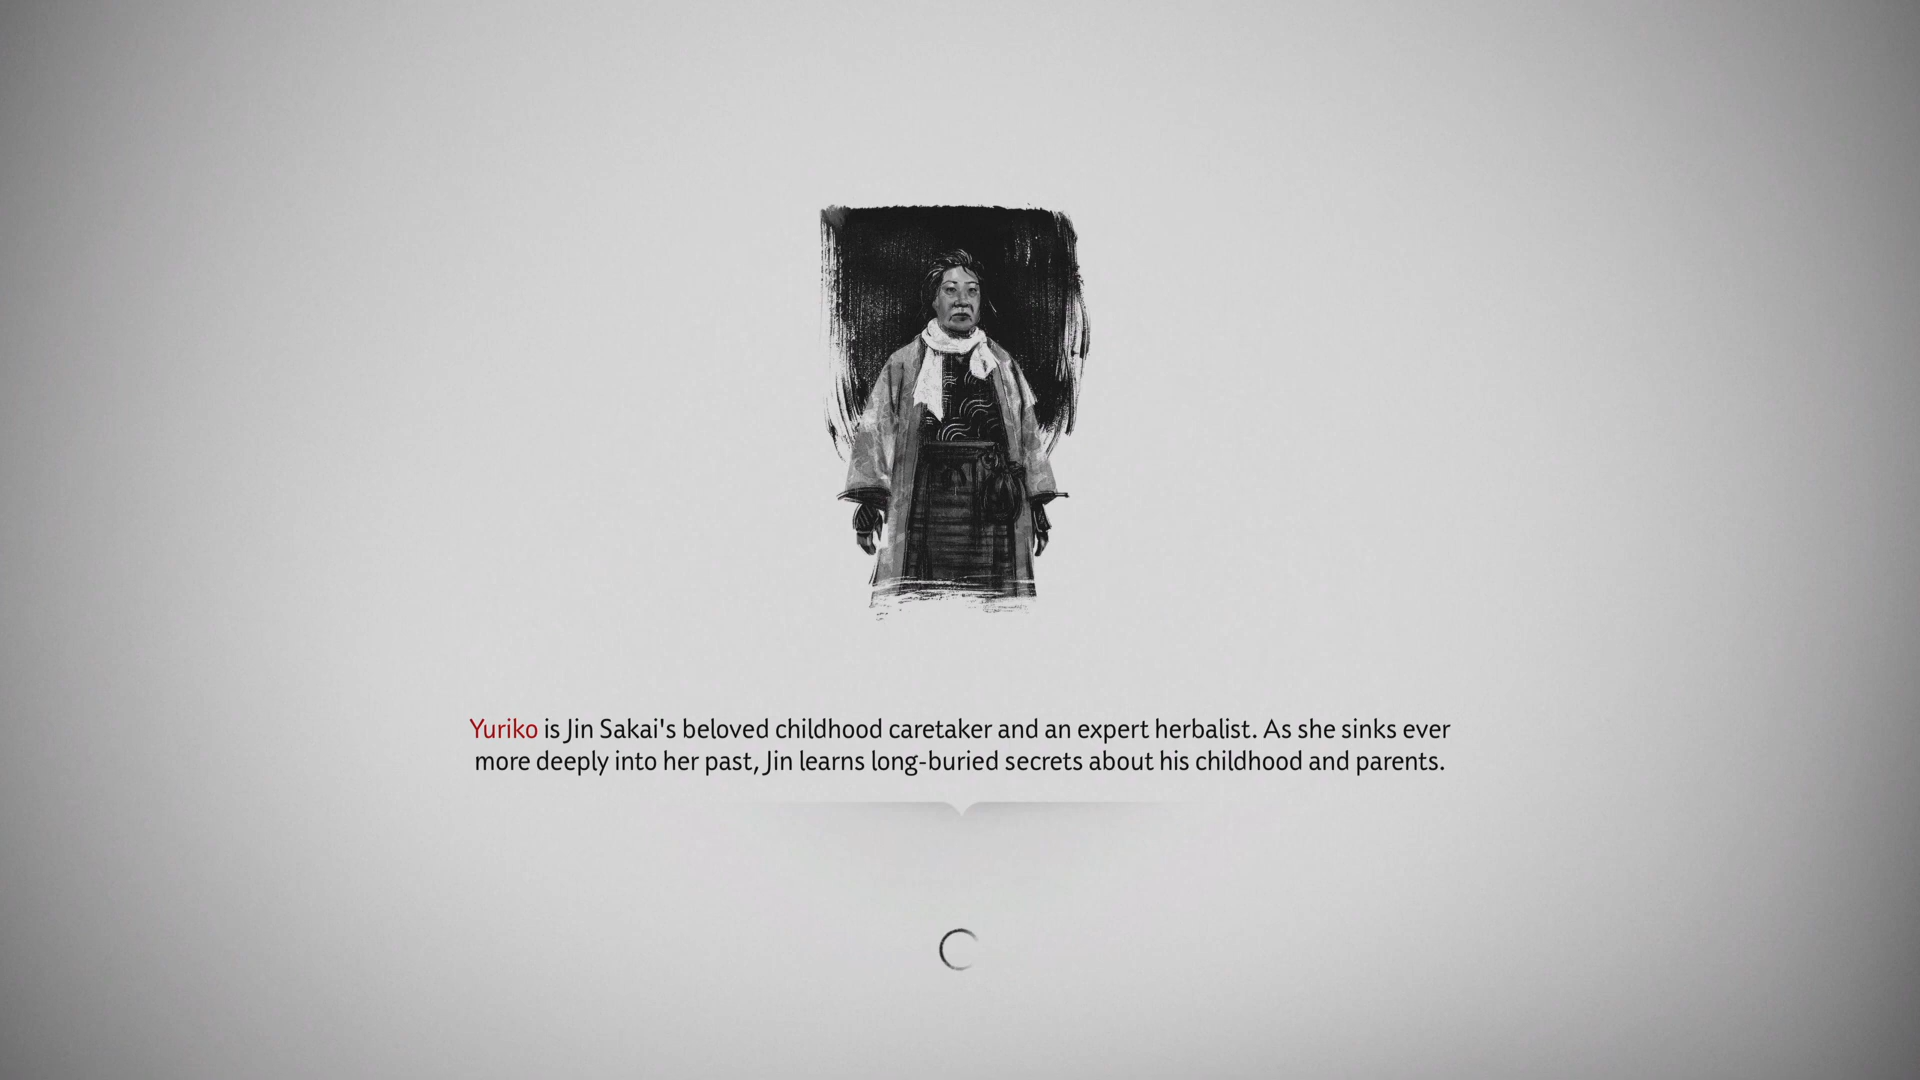 Yuriko is Jin Sakai's beloved childhood caretaker and an expert herbalist. As she sinks ever
more deeply into her past, Jin learns long-buried secrets about his childhood and parents.